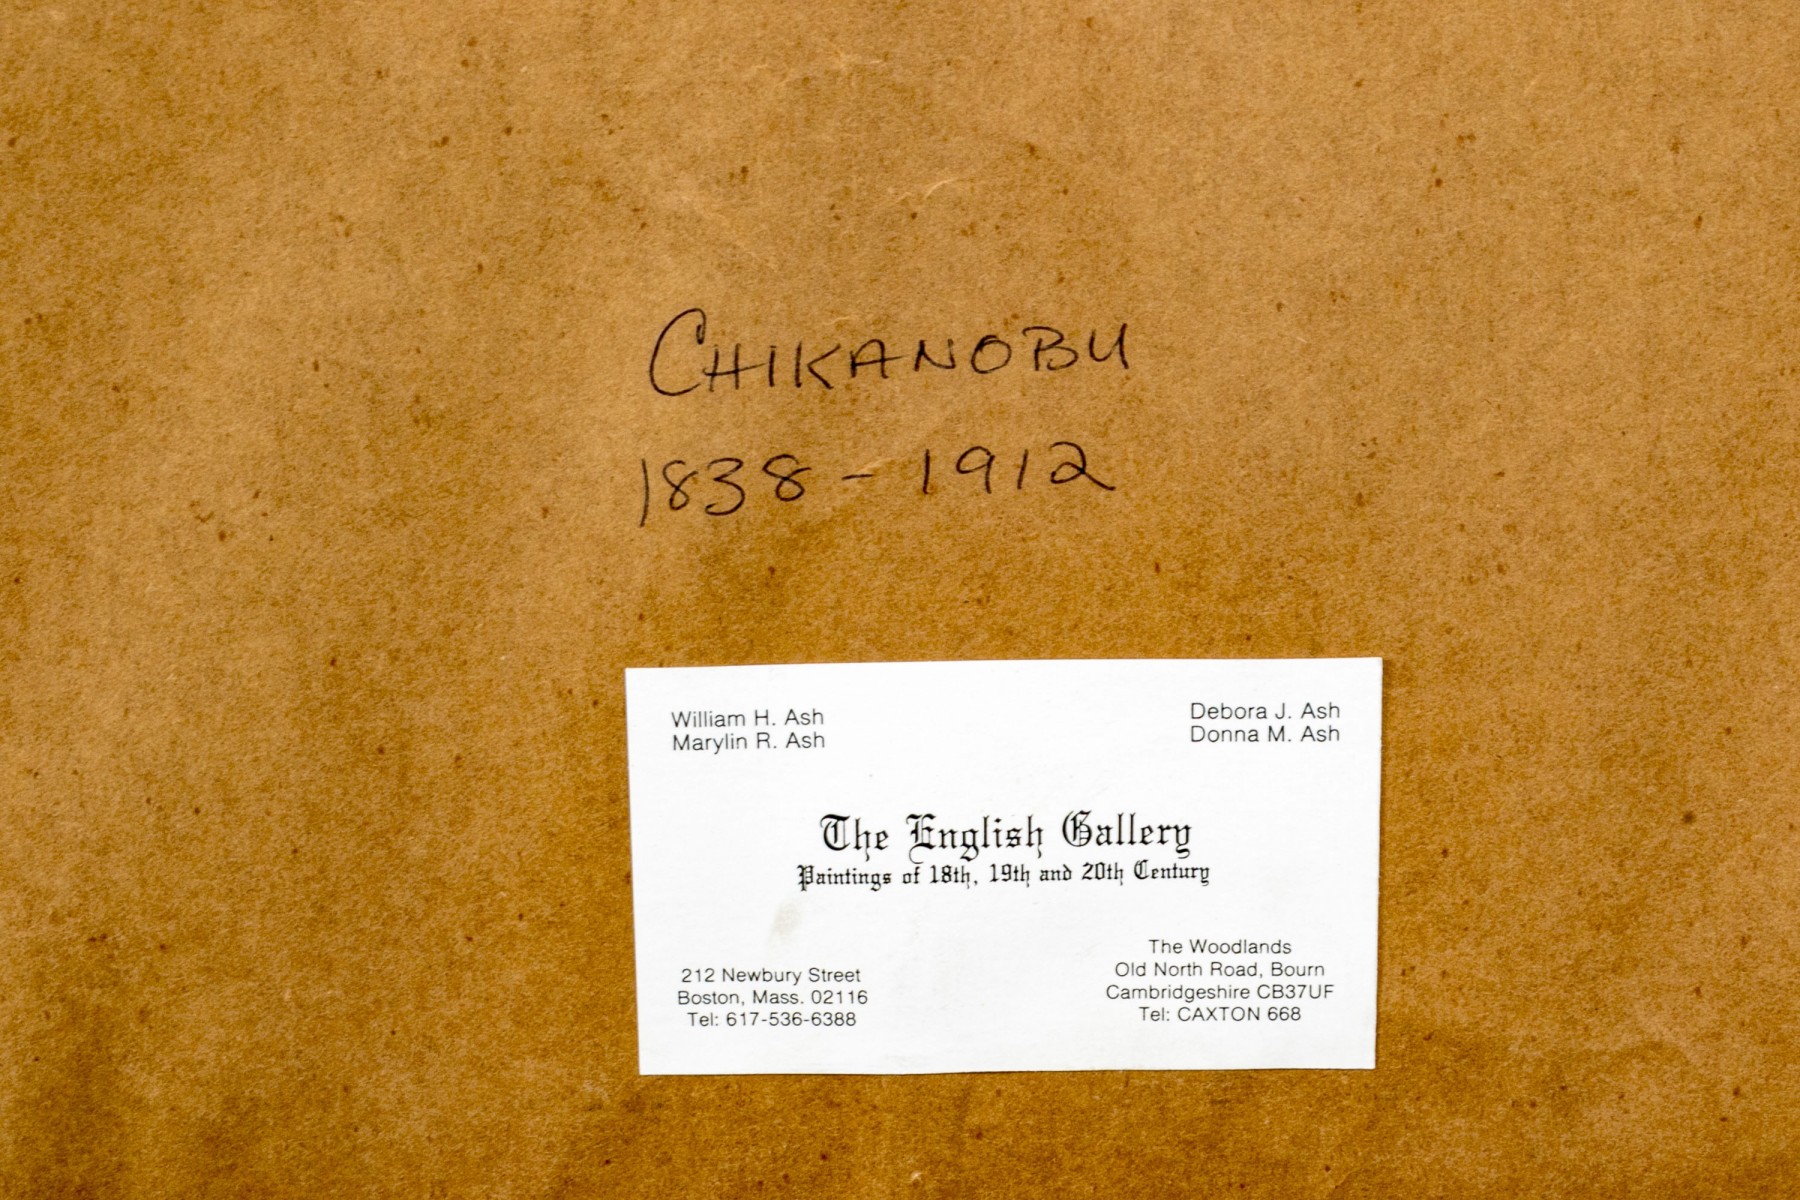 CHIKANOBU
1838 - 1912
William H. Ash
Marylin R. Ash
Debora J. Ash
Donna M. Ash
The English Gallery
Paintings of 18th, 19th and 20th Century
212 Newbury Street
Boston, Mass. 02116
Tel: 617-536-6388
The Woodlands
Old North Road, Bourn
Cambridgeshire CB37UF
Tel: CAXTON 668